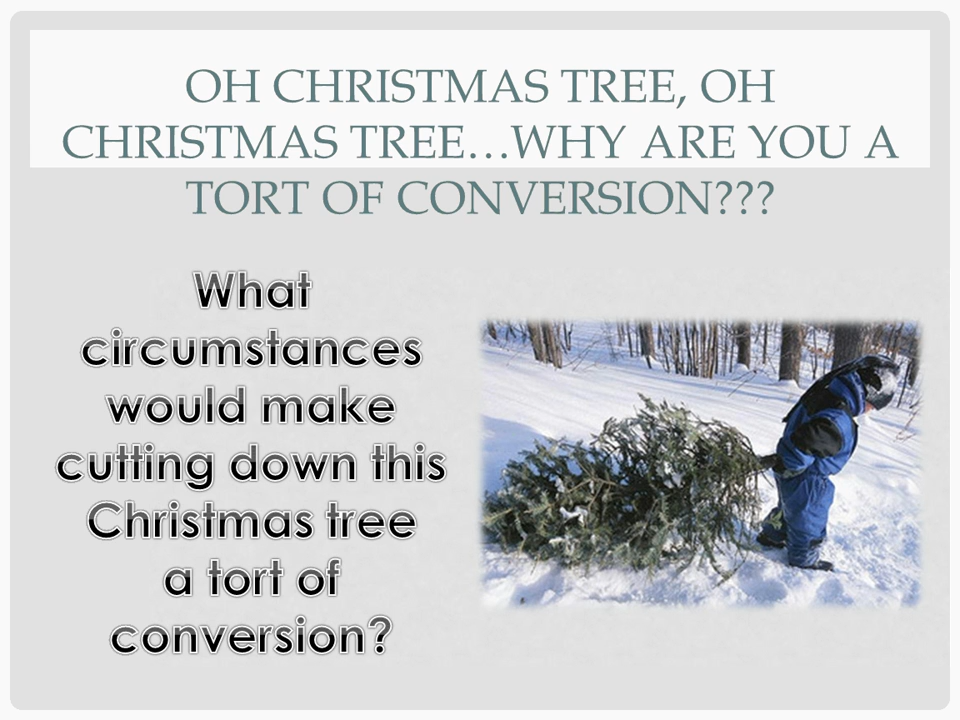 OH CHRISTMAS TREE, OH
CHRISTMAS TREE…WHY ARE YOU A
TORT OF CONVERSION???
What
circumstances
would make
cutting down this
Christmas tree
a tort of
conversion?